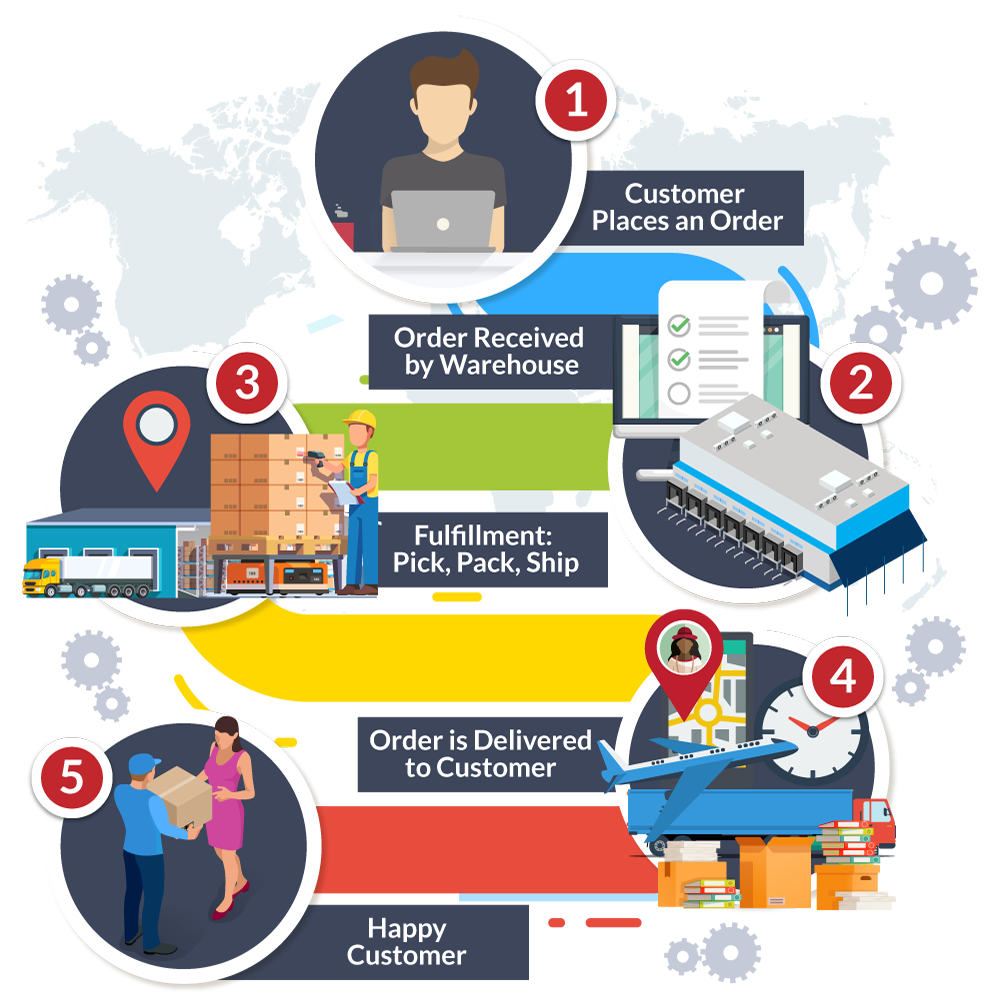 1
Customer
Places an Order
Order Received
by Warehouse
2
3
Fulfillment:
Pick, Pack, Ship
4
Order is Delivered
to Customer
5
Happy
Customer